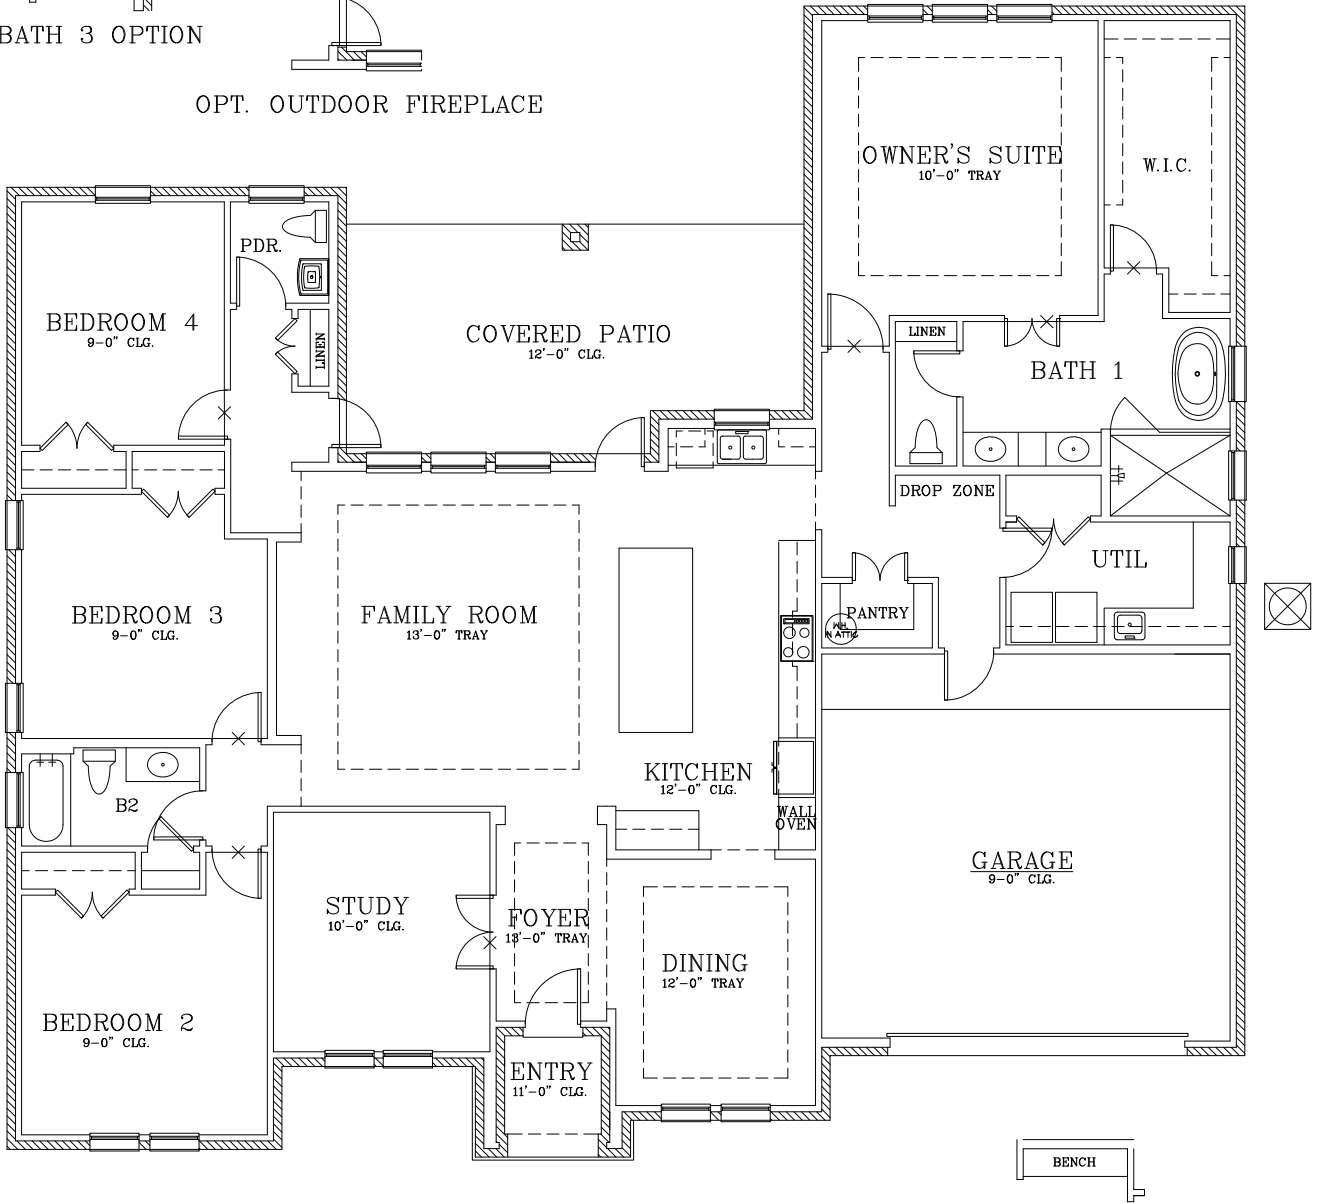 BATH 3 OPTION
OPT. OUTDOOR FIREPLACE
OWNER'S SUITE
10'-0" TRAY
W.I.C.
PDR.
BEDROOM 4
9-0" CLG.
LINEN
COVERED PATIO
12'-0" CLG.
LINEN
BATH 1
DROP ZONE
UTIL
BEDROOM 3
9-0" CLG.
FAMILY ROOM
13'-0" TRAY
PANTRY
W.H.
IN ATTIC
KITCHEN
12'-0" CLG.
WALL
OVEN
B2
GARAGE
9-0" CLG.
STUDY
10'-0" CLG.
FOYER
13'-0" TRAY
DINING
12'-0" TRAY
BEDROOM 2
9-0" CLG.
ENTRY
11'-0" CLG.
BENCH